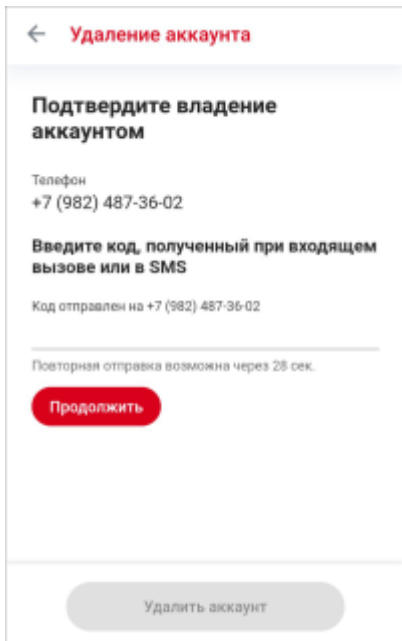 ← Удаление аккаунта
Подтвердите владение
аккаунтом
Телефон
+7 (982) 487-36-02
Введите код, полученный при входящем
вызове или в SMS
Код отправлен на +7 (982) 487-36-02
Повторная отправка возможна через 28 сек.
Продолжить
Удалить аккаунт